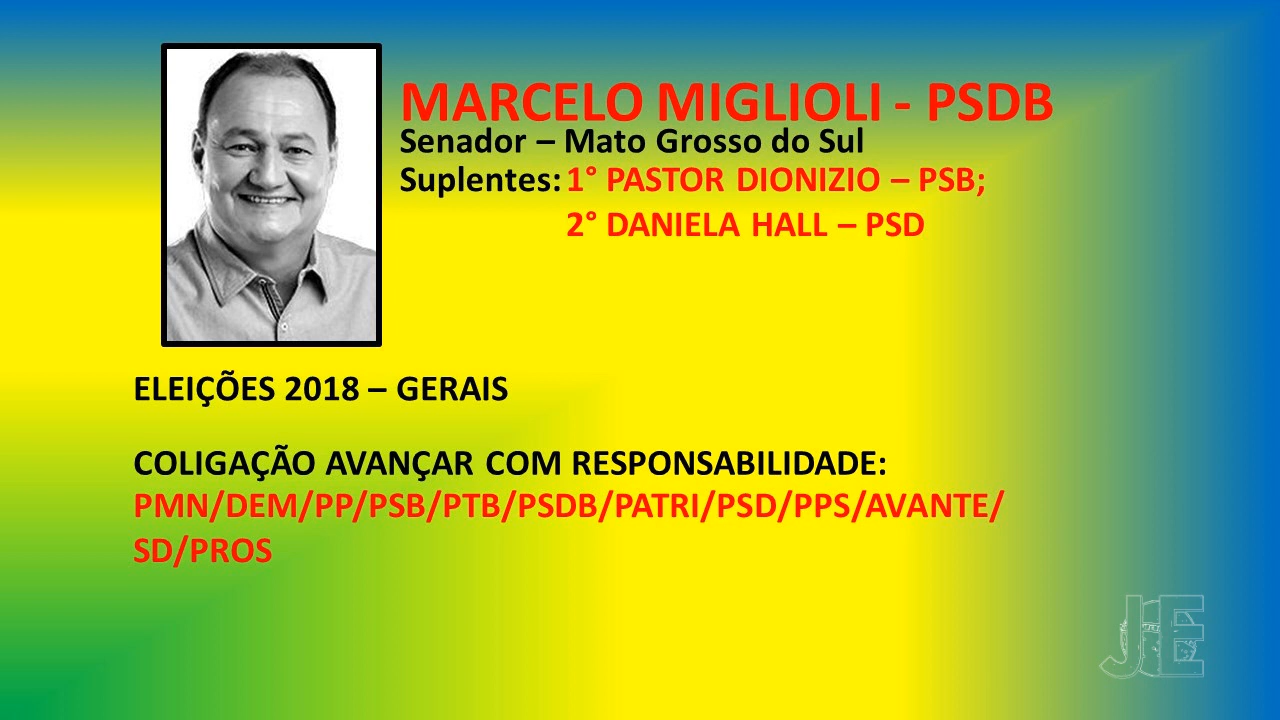 MARCELO MIGLIOLI - PSDB
Senador – Mato Grosso do Sul
Suplentes: 1° PASTOR DIONIZIO – PSB;
2° DANIELA HALL – PSD
ELEIÇÕES 2018 – GERAIS
COLIGAÇÃO AVANÇAR COM RESPONSABILIDADE:
PMN/DEM/PP/PSB/PTB/PSDB/PATRI/PSD/PPS/AVANTE/
SD/PROS
JE